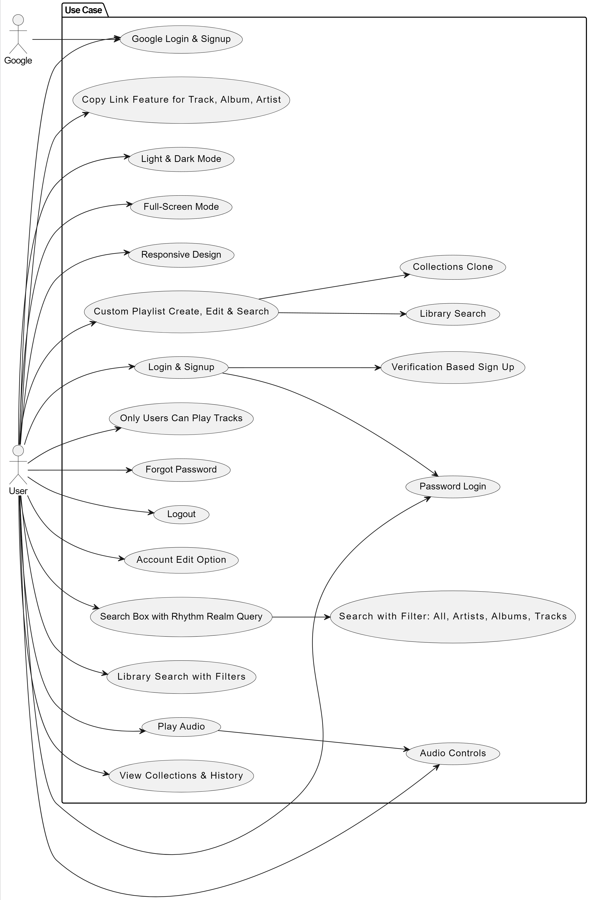 Use Case
Google
Google Login & Signup
Copy Link Feature for Track, Album, Artist
Light & Dark Mode
Full-Screen Mode
Responsive Design
Collections Clone
Custom Playlist Create, Edit & Search
Library Search
Login & Signup
Verification Based Sign Up
Only Users Can Play Tracks
Forgot Password
User
Password Login
Logout
Account Edit Option
Search Box with Rhythm Realm Query
Search with Filter: All, Artists, Albums, Tracks
Library Search with Filters
Play Audio
Audio Controls
View Collections & History